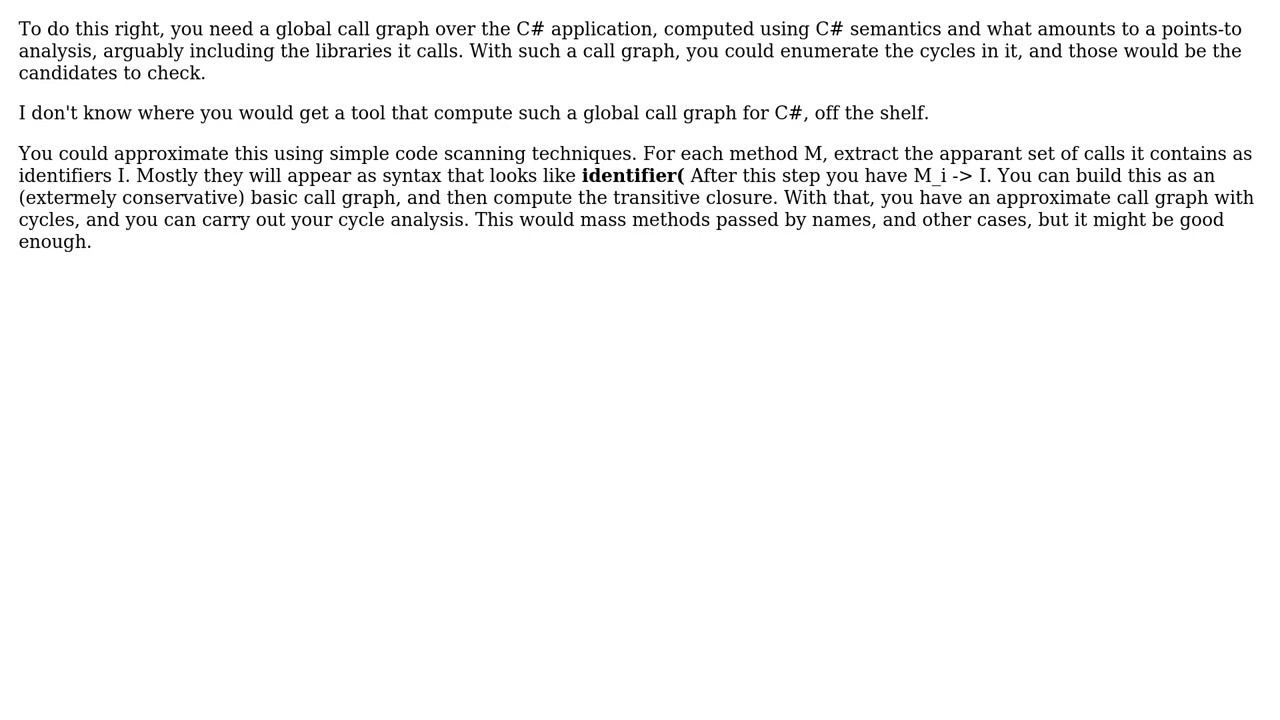 To do this right, you need a global call graph over the C# application, computed using C# semantics and what amounts to a points-to
analysis, arguably including the libraries it calls. With such a call graph, you could enumerate the cycles in it, and those would be the
candidates to check.
I don't know where you would get a tool that compute such a global call graph for C#, off the shelf.
You could approximate this using simple code scanning techniques. For each method M, extract the apparant set of calls it contains as
identifiers I. Mostly they will appear as syntax that looks like identifier( After this step you have M_i -> I. You can build this as an
(extermely conservative) basic call graph, and then compute the transitive closure. With that, you have an approximate call graph with
cycles, and you can carry out your cycle analysis. This would mass methods passed by names, and other cases, but it might be good
enough.